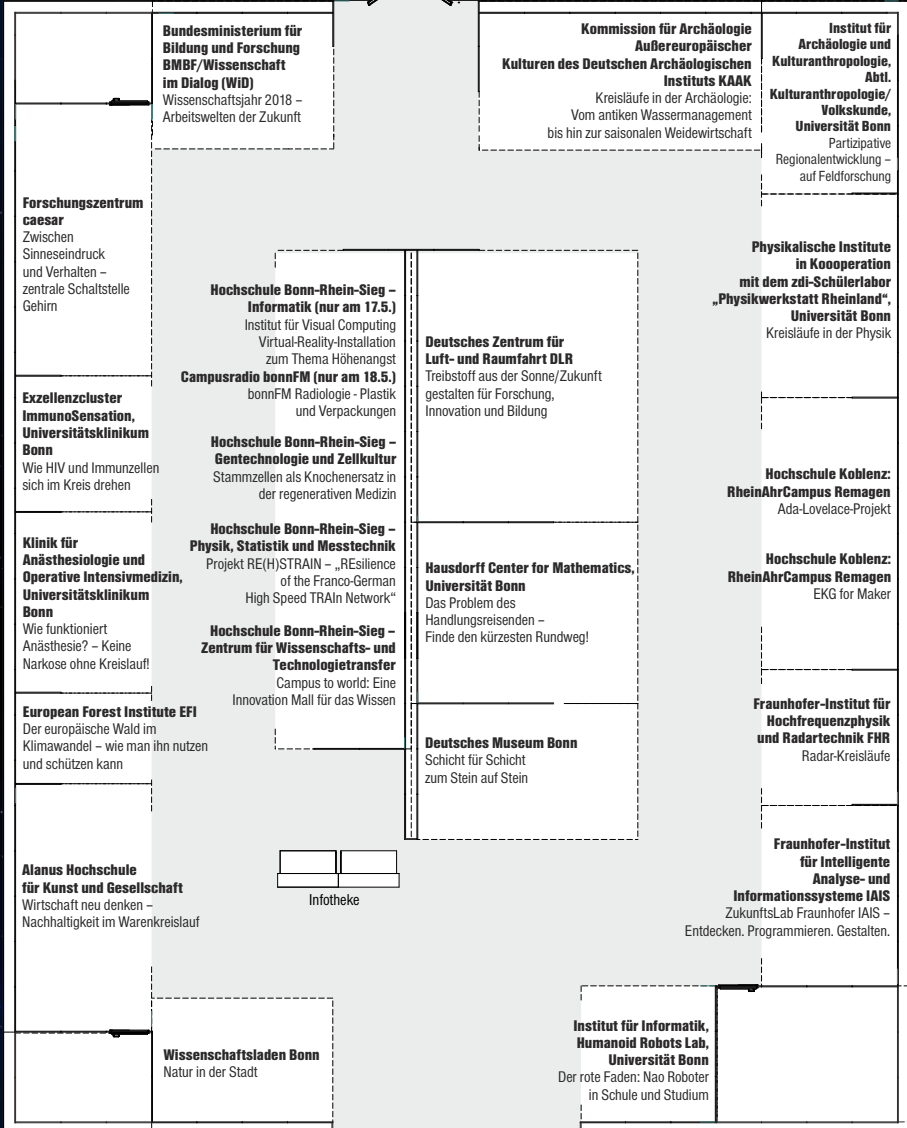 Bundesministerium für
Bildung und Forschung
BMBF/Wissenschaft
im Dialog (WiD)
Wissenschaftsjahr 2018 –
Arbeitswelten der Zukunft
Kommission für Archäologie
Außereuropäischer
Kulturen des Deutschen Archäologischen
Instituts KAAK
Kreisläufe in der Archäologie:
Vom antiken Wassermanagement
bis hin zur saisonalen Weidewirtschaft
Institut für
Archäologie und
Kulturanthropologie,
Abtl.
Kulturanthropologie/
Volkskunde,
Universität Bonn
Partizipative
Regionalentwicklung –
auf Feldforschung
Forschungszentrum
caesar
Zwischen
Sinneseindruck
und Verhalten –
zentrale Schaltstelle
Gehirn
Exzellenzcluster
ImmunoSensation,
Universitätsklinikum
Bonn
Wie HIV und Immunzellen
sich im Kreis drehen
Klinik für
Anästhesiologie und
Operative Intensivmedizin,
Universitätsklinikum
Bonn
Wie funktioniert
Anästhesie? – Keine
Narkose ohne Kreislauf!
European Forest Institute EFI
Der europäische Wald im
Klimawandel – wie man ihn nutzen
und schützen kann
Alanus Hochschule
für Kunst und Gesellschaft
Wirtschaft neu denken –
Nachhaltigkeit im Warenkreislauf
Hochschule Bonn-Rhein-Sieg –
Informatik (nur am 17.5.)
Institut für Visual Computing
Virtual-Reality-Installation
zum Thema Höhenangst
Campusradio bonnFM (nur am 18.5.)
bonnFM Radiologie - Plastik
und Verpackungen
Hochschule Bonn-Rhein-Sieg –
Gentechnologie und Zellkultur
Stammzellen als Knochenersatz in
der regenerativen Medizin
Hochschule Bonn-Rhein-Sieg –
Physik, Statistik und Messtechnik
Projekt RE(H)STRAIN – „REsilience
of the Franco-German
High Speed TRAIn Network“
Hochschule Bonn-Rhein-Sieg –
Zentrum für Wissenschafts- und
Technologietransfer
Campus to world: Eine
Innovation Mall für das Wissen
Deutsches Zentrum für
Luft- und Raumfahrt DLR
Treibstoff aus der Sonne/Zukunft
gestalten für Forschung,
Innovation und Bildung
Hausdorff Center for Mathematics,
Universität Bonn
Das Problem des
Handlungsreisenden –
Finde den kürzesten Rundweg!
Deutsches Museum Bonn
Schicht für Schicht
zum Stein auf Stein
Physikalische Institute
in Koooperation
mit dem zdi-Schülerlabor
„Physikwerkstatt Rheinland“,
Universität Bonn
Kreisläufe in der Physik
Hochschule Koblenz:
RheinAhrCampus Remagen
Ada-Lovelace-Projekt
Hochschule Koblenz:
RheinAhrCampus Remagen
EKG for Maker
Fraunhofer-Institut für
Hochfrequenzphysik
und Radartechnik FHR
Radar-Kreisläufe
Fraunhofer-Institut
für Intelligente
Analyse- und
Informationssysteme IAIS
ZukunftsLab Fraunhofer IAIS –
Entdecken. Programmieren. Gestalten.
Infotheke
Wissenschaftsladen Bonn
Natur in der Stadt
Institut für Informatik,
Humanoid Robots Lab,
Universität Bonn
Der rote Faden: Nao Roboter
in Schule und Studium